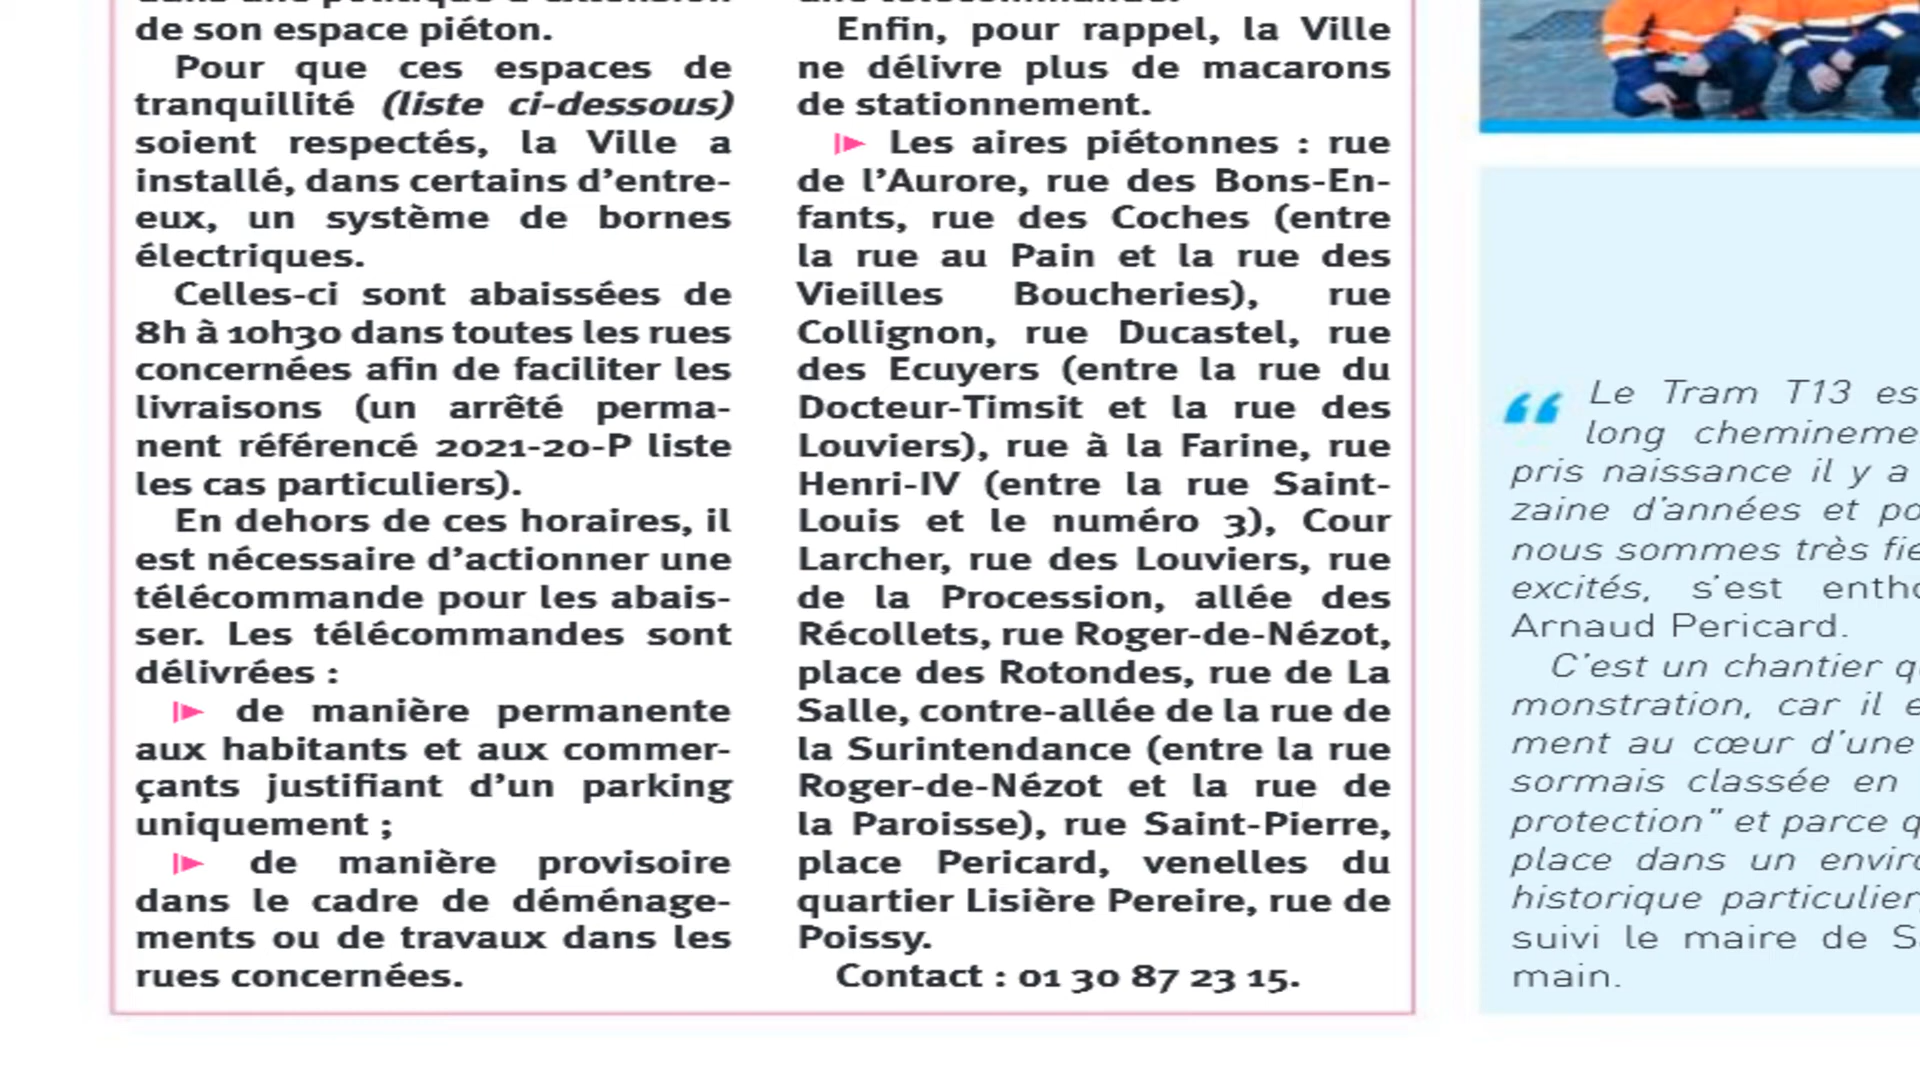 de son espace piéton.
Pour que ces espaces de
tranquillité (liste ci-dessous)
soient respectés, la Ville a
installé, dans certains d’entre-
eux, un système de bornes
électriques.
Celles-ci sont abaissées de
8h à 10h30 dans toutes les rues
concernées afin de faciliter les
livraisons (un arrêté perma-
nent référencé 2021-20-P liste
les cas particuliers).
En dehors de ces horaires, il
est nécessaire d’actionner une
télécommande pour les abais-
ser. Les télécommandes sont
délivrées :
de manière permanente
aux habitants et aux commer-
çants justifiant d’un parking
uniquement ;
de manière provisoire
dans le cadre de déménage-
ments ou de travaux dans les
rues concernées.
Enfin, pour rappel, la Ville
ne délivre plus de macarons
de stationnement.
Les aires piétonnes : rue
de l’Aurore, rue des Bons-En-
fants, rue des Coches (entre
la rue au Pain et la rue des
Vieilles Boucheries), rue
Collignon, rue Ducastel, rue
des Ecuyers (entre la rue du
Docteur-Timsit et la rue des
Louviers), rue à la Farine, rue
Henri-IV (entre la rue Saint-
Louis et le numéro 3), Cour
Larcher, rue des Louviers, rue
de la Procession, allée des
Récollets, rue Roger-de-Nézot,
place des Rotondes, rue de La
Salle, contre-allée de la rue de
la Surintendance (entre la rue
Roger-de-Nézot et la rue de
la Paroisse), rue Saint-Pierre,
place Pericard, venelles du
quartier Lisière Pereire, rue de
Poissy.
Contact : 01 30 87 23 15.
“ Le Tram T13 es
long chemineme
pris naissance il y a
zaine d’années et po
nous sommes très fie
excités, s’est entho
Arnaud Pericard.
C’est un chantier q
monstration, car il e
ment au cœur d’une
sormais classée en
protection" et parce q
place dans un enviro
historique particulier
suivi le maire de S
main.